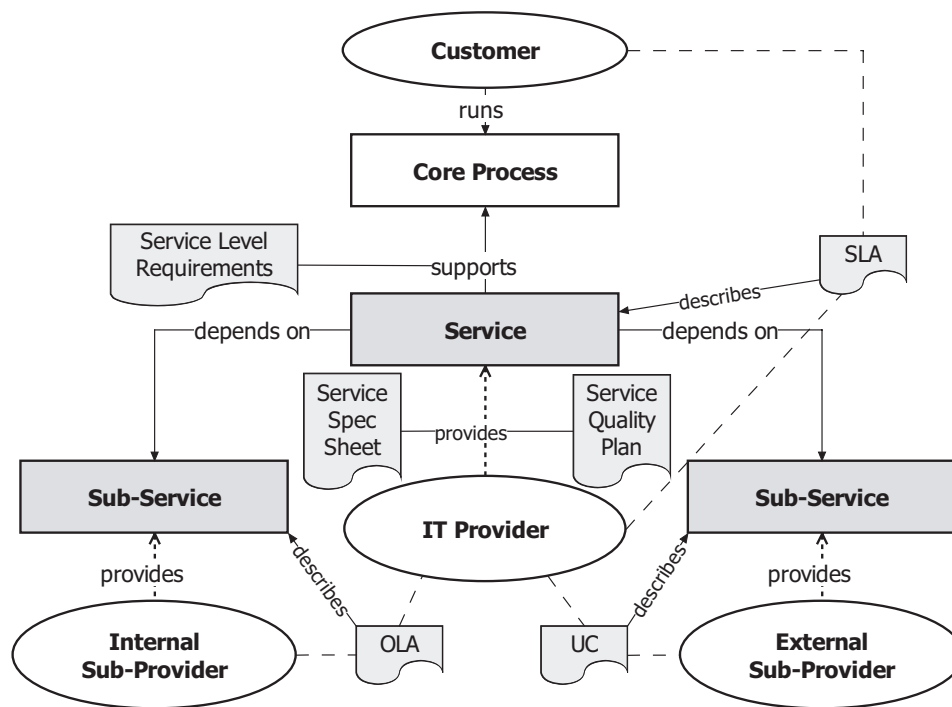 Customer
runs
Core Process
Service Level
Requirements
supports
SLA
describes
depends on
Service
depends on
Service
Spec
Sheet
provides
Service
Quality
Plan
Sub-Service
IT Provider
Sub-Service
provides
describes
describes
provides
Internal
Sub-Provider
OLA
UC
External
Sub-Provider